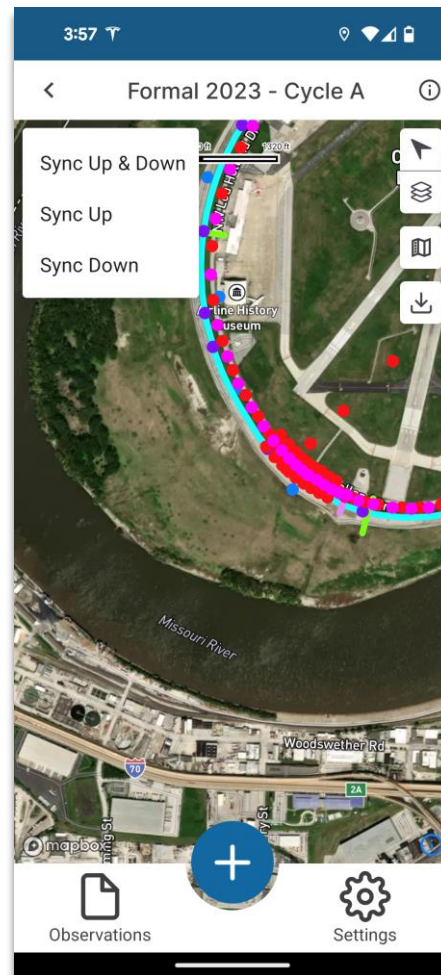 3:57
Formal 2023 - Cycle A
Sync Up & Down
Sync Up
Sync Down
1320 ft
Airline History
Museum
Missouri River
Woodswether Rd
70
2A
mapbox
Observations
Settings